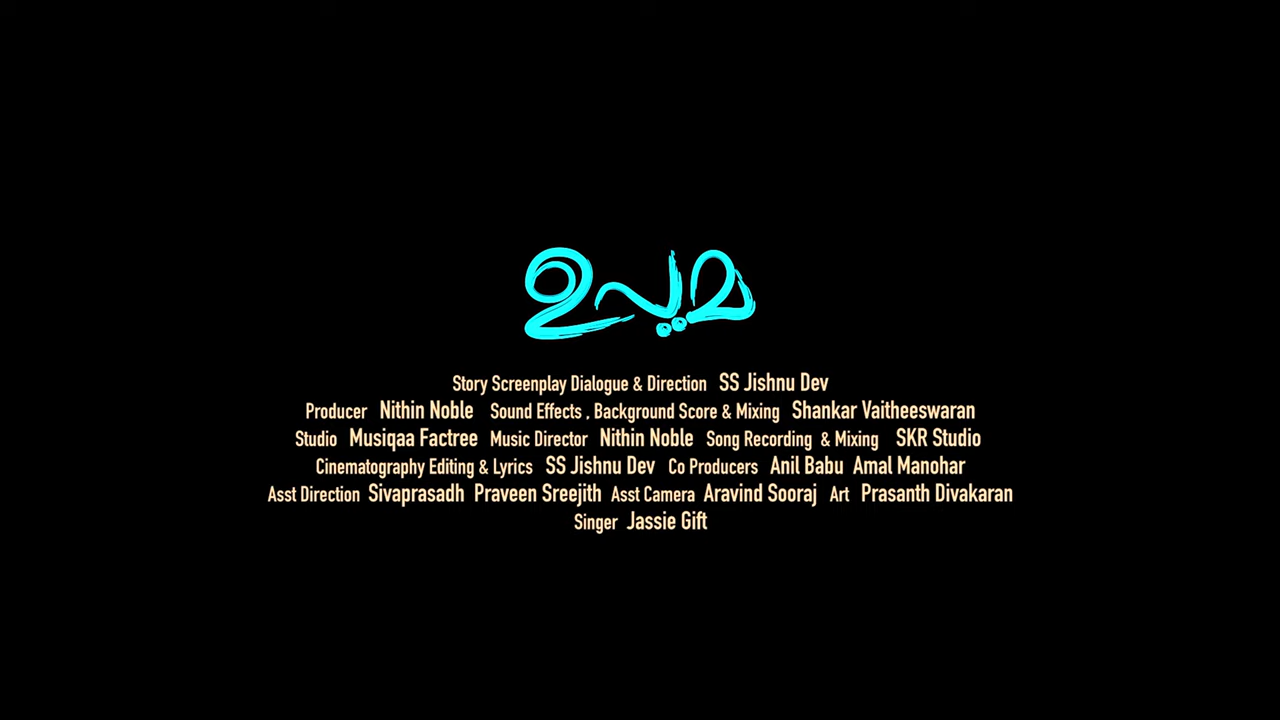 ഉപ്പുമ
Story Screenplay Dialogue & Direction SS Jishnu Dev
Producer Nithin Noble Sound Effects , Background Score & Mixing Shankar Vaitheeswaran
Studio Musiqaa Factree Music Director Nithin Noble Song Recording & Mixing SKR Studio
Cinematography Editing & Lyrics SS Jishnu Dev Co Producers Anil Babu Amal Manohar
Asst Direction Sivaprasadh Praveen Sreejith Asst Camera Aravind Sooraj Art Prasanth Divakaran
Singer Jassie Gift